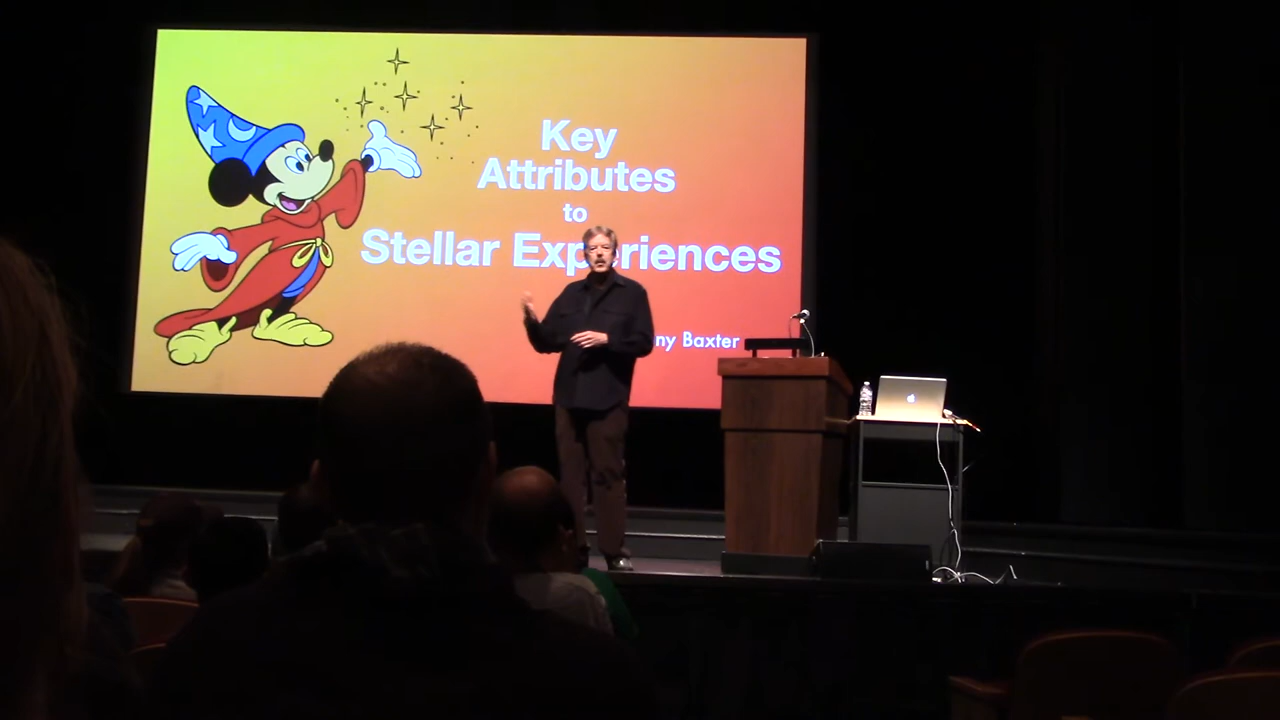 Key
Attributes
to
Stellar Experiences
ny Baxter